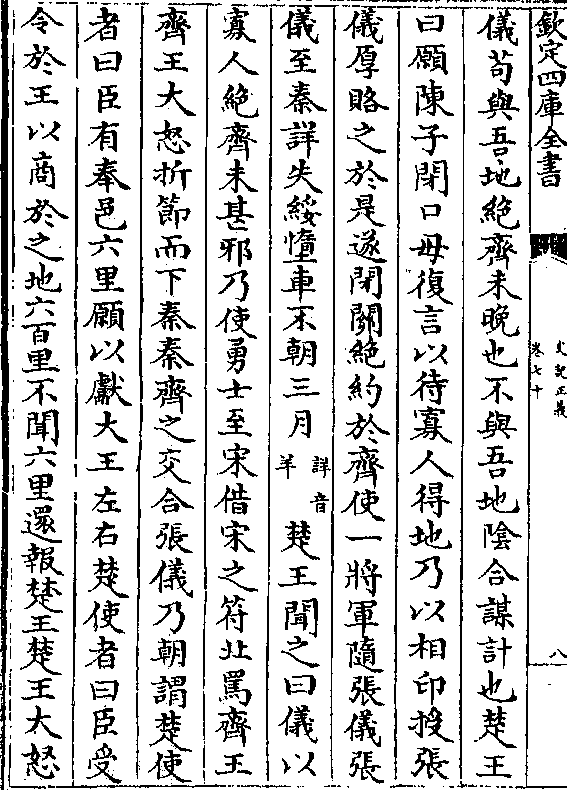 欽定四庫全書
史記正義
卷七十
八
儀茍與吾地絶齊未晚也不與吾地隂合謀計也楚王
曰願陳子閉口毋復言以待寡人得地乃以相印授張
儀厚賂之於是遂閉關絶約於齊使一將軍隨張儀張
儀至秦詳失綏墮車不朝三月詳音羊楚王聞之曰儀以
寡人絶齊未甚邪乃使勇士至宋借宋之符北罵齊王
齊王大怒折節而下秦秦齊之交合張儀乃朝謂楚使
者曰臣有奉邑六里願以獻大王左右楚使者曰臣受
令於王以商於之地六百里不聞六里還報楚王楚王大怒